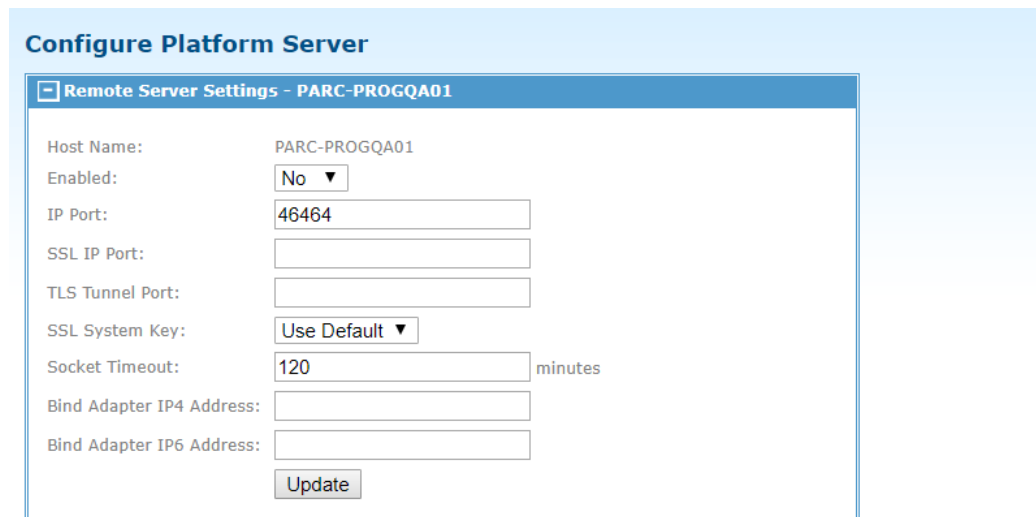 Configure Platform Server
Remote Server Settings - PARC-PROGQA01
Host Name: PARC-PROGQA01
Enabled: No
IP Port: 46464
SSL IP Port:
TLS Tunnel Port:
SSL System Key: Use Default
Socket Timeout: 120 minutes
Bind Adapter IP4 Address:
Bind Adapter IP6 Address:
Update